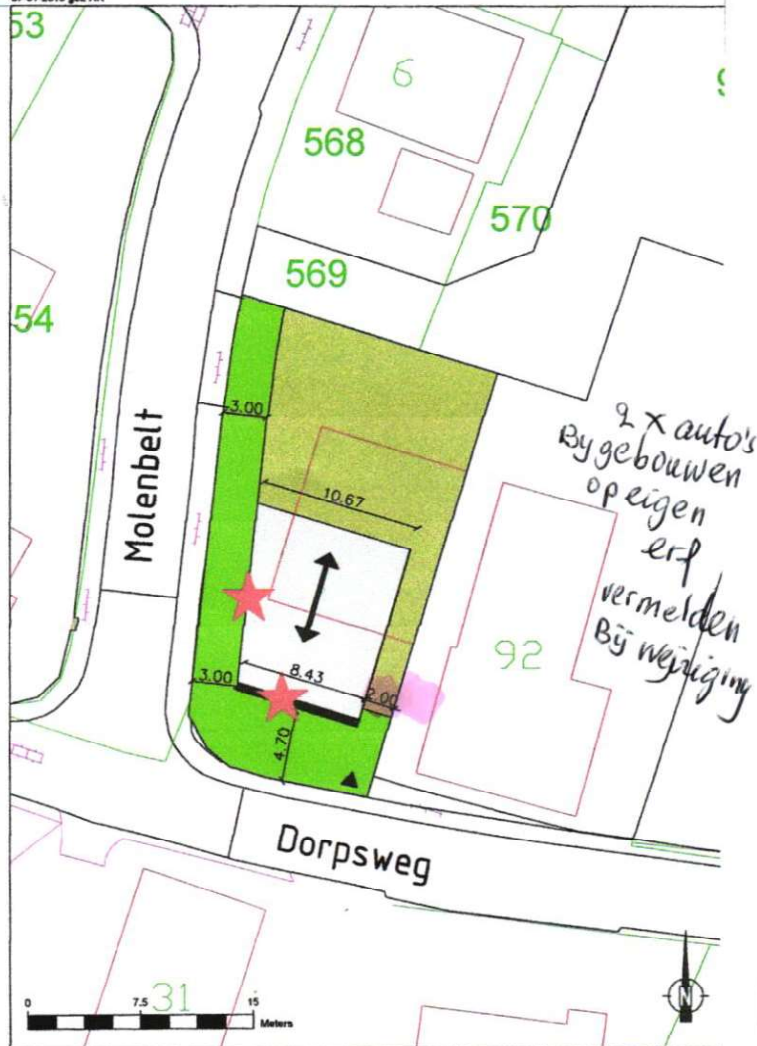 53
6
568
570
569
54
Molenbelt
3.00
10.67
2 x auto's
Bygebouwen
op eigen
erf
vermelden
Bij wijziging
92
8.43
3.00
2.00
4.70
Dorpsweg
31
0 7.5 15
Meters
N